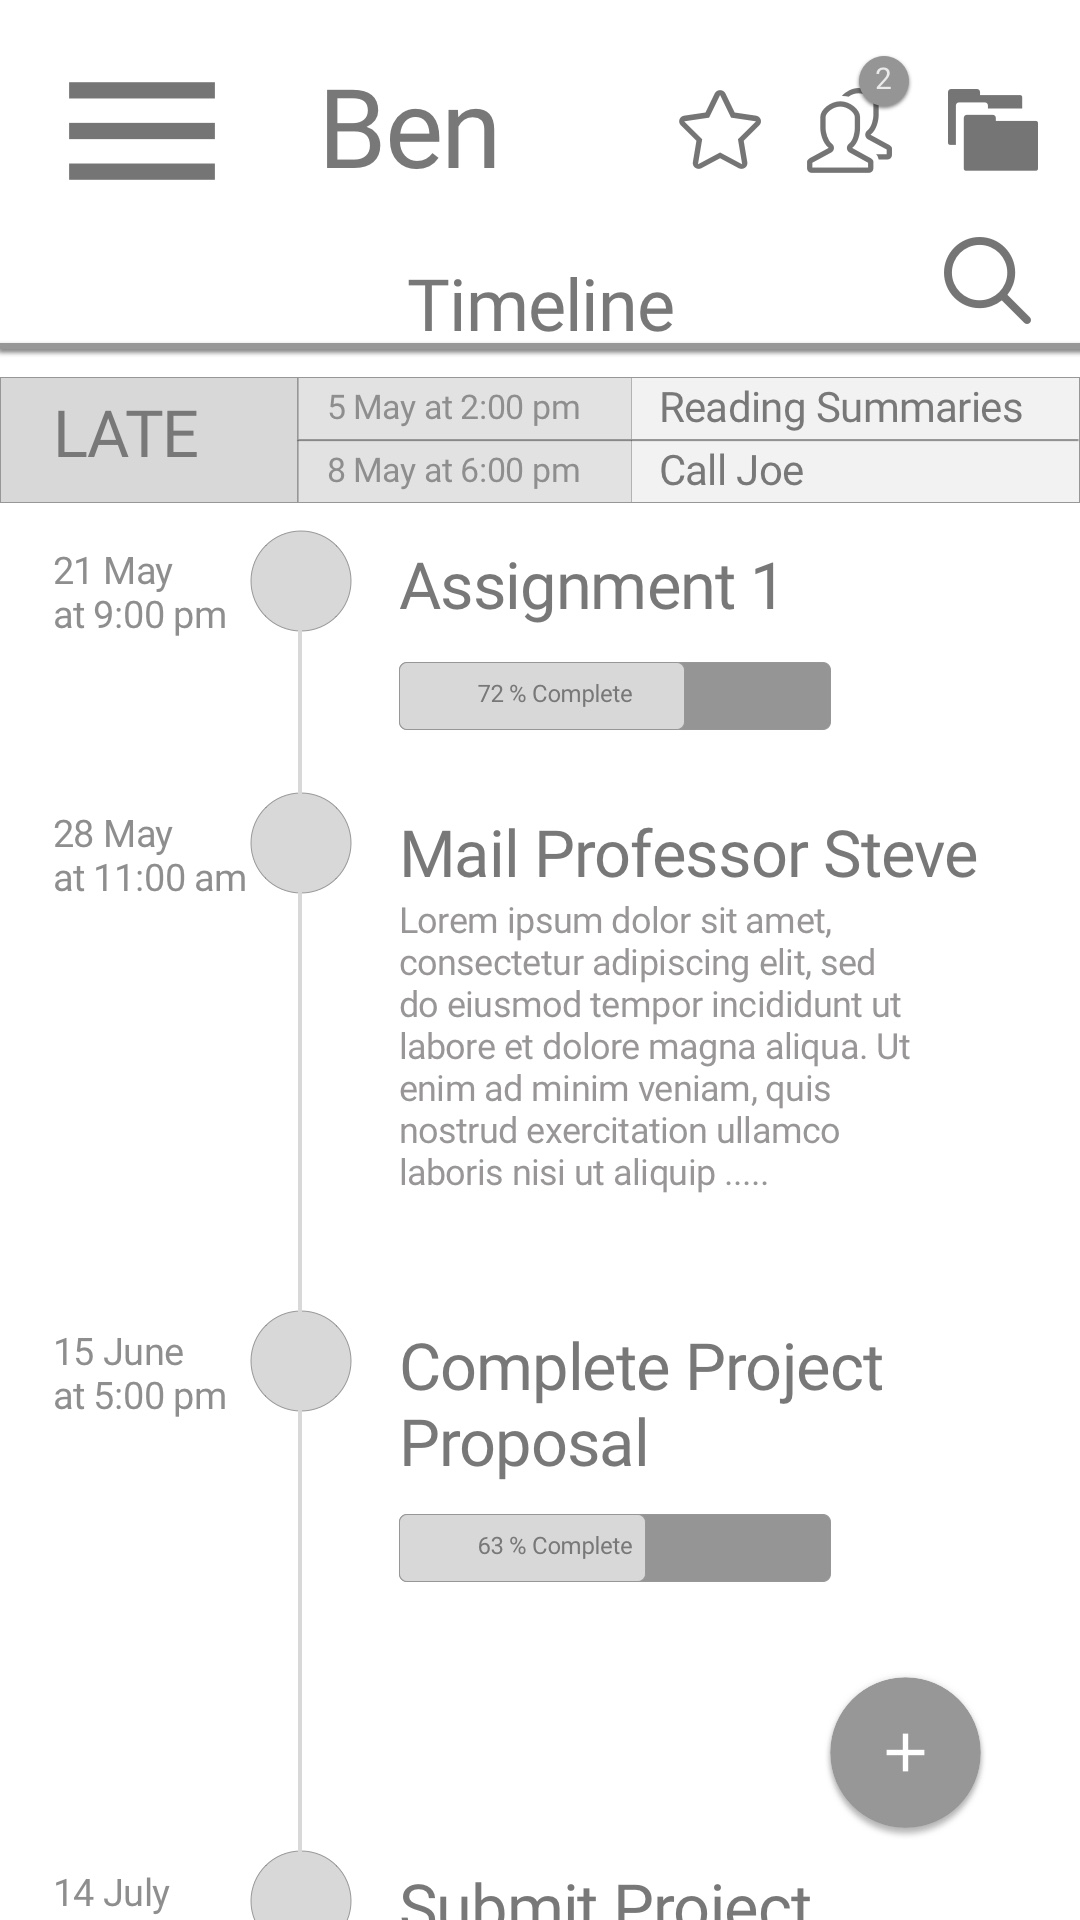 Ben
2
Timeline
LATE
5 May at 2:00 pm
Reading Summaries
8 May at 6:00 pm
Call Joe
21 May
at 9:00 pm
Assignment 1
72 % Complete
28 May
at 11:00 am
Mail Professor Steve
Lorem ipsum dolor sit amet,
consectetur adipiscing elit, sed
do eiusmod tempor incididunt ut
labore et dolore magna aliqua. Ut
enim ad minim veniam, quis
nostrud exercitation ullamco
laboris nisi ut aliquip .....
15 June
at 5:00 pm
Complete Project
Proposal
63 % Complete
+
14 July
Submit Project